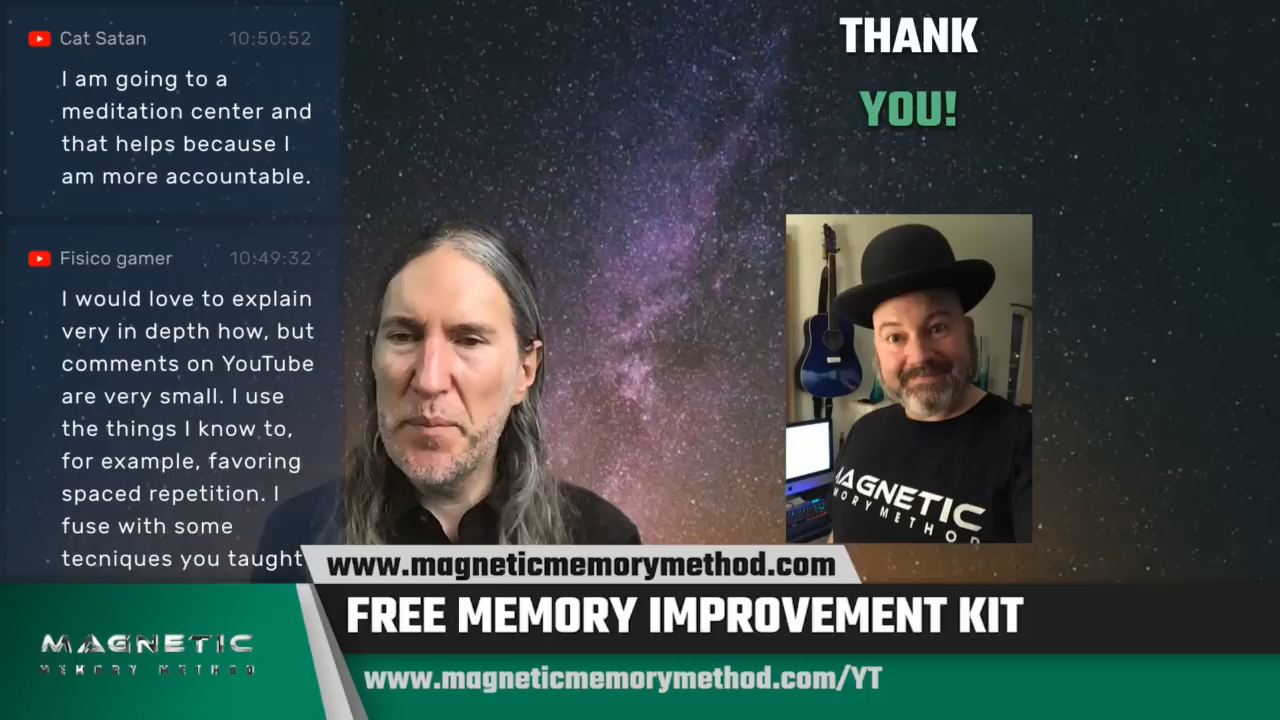 Cat Satan 10:50:52
I am going to a
meditation center and
that helps because I
am more accountable.
Fisico gamer 10:49:32
I would love to explain
very in depth how, but
comments on YouTube
are very small. I use
the things I know to,
for example, favoring
spaced repetition. I
fuse with some
tecniques you taught
THANK
YOU!
MAGNETIC
MORY METHOD
www.magneticmemorymethod.com
FREE MEMORY IMPROVEMENT KIT
www.magneticmemorymethod.com/YT
MAGNETIC
MEMORY METHOD